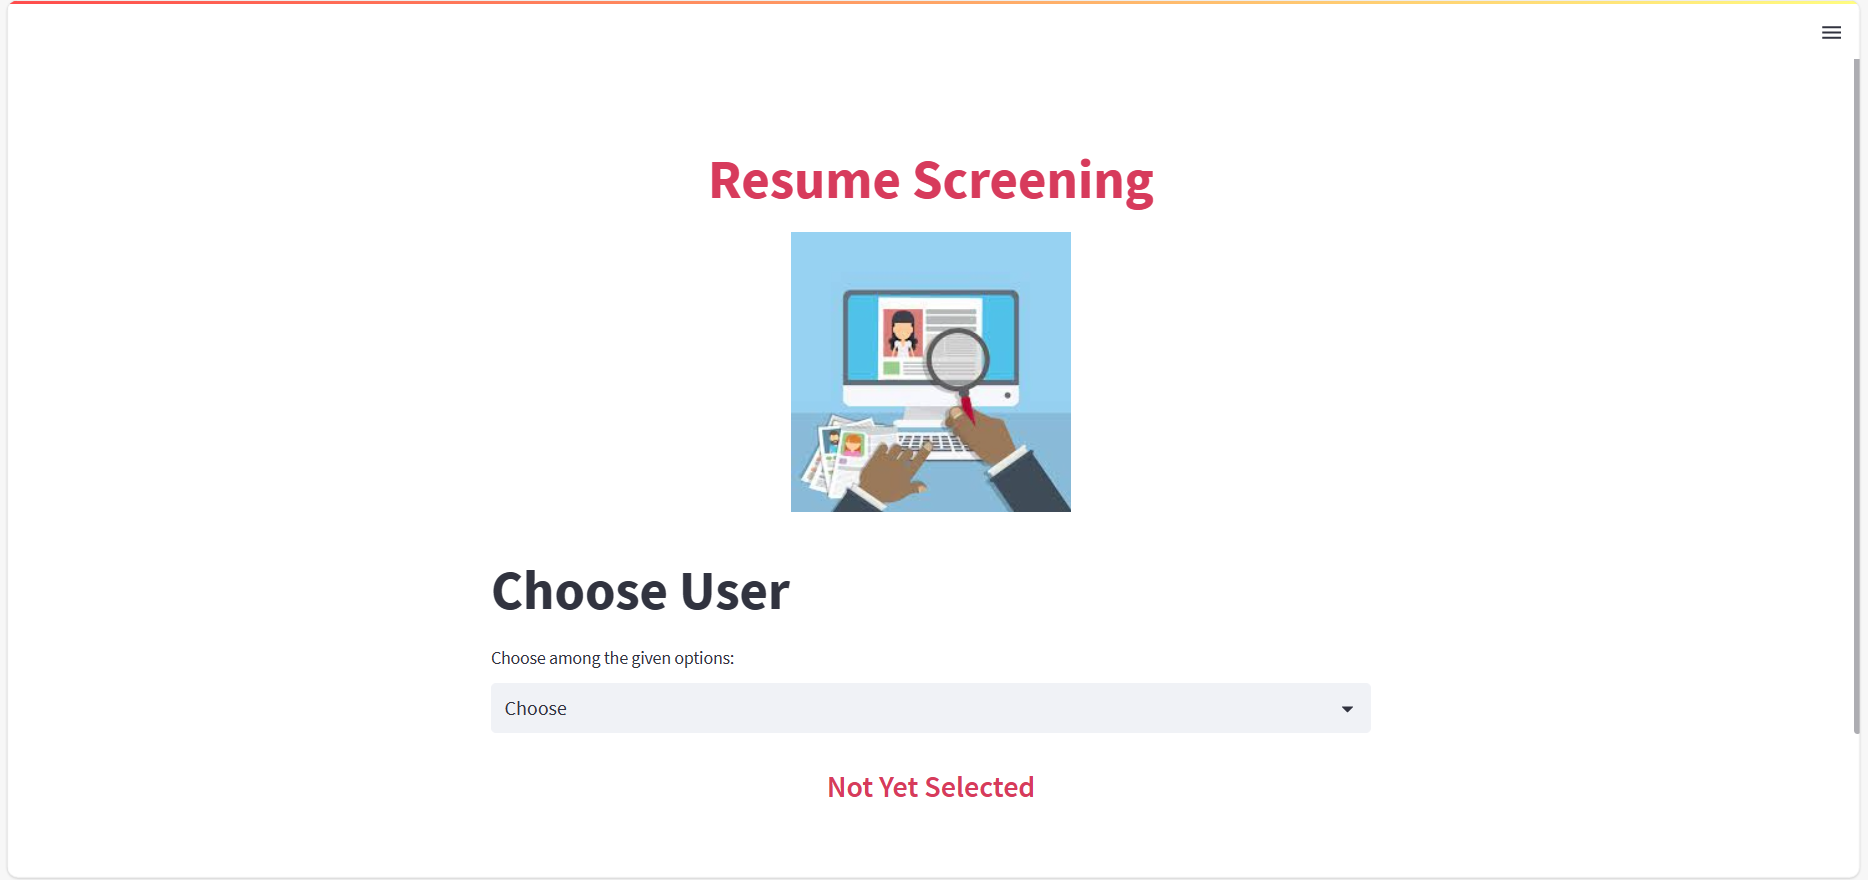 Resume Screening
Choose User
Choose among the given options:
Choose
Not Yet Selected